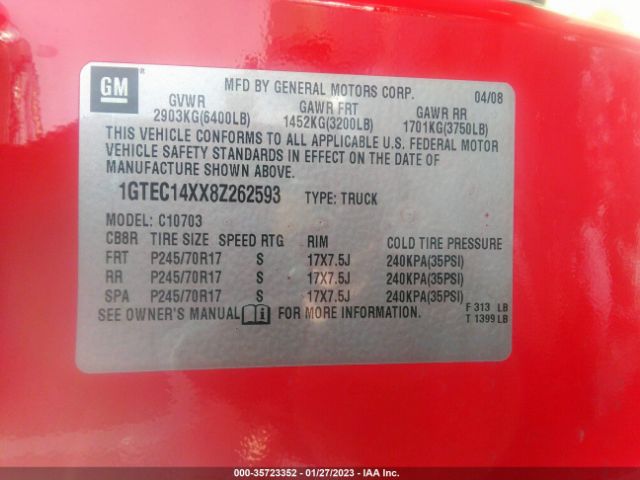 GM ®
MFD BY GENERAL MOTORS CORP. 04/08
GVWR GAWR FRT GAWR RR
2903KG(6400LB) 1452KG(3200LB) 1701KG(3750LB)
THIS VEHICLE CONFORMS TO ALL APPLICABLE U.S. FEDERAL MOTOR
VEHICLE SAFETY STANDARDS IN EFFECT ON THE DATE OF
MANUFACTURE SHOWN ABOVE.
1GTEC14XX8Z262593 TYPE: TRUCK
MODEL: C10703
CB8R TIRE SIZE SPEED RTG RIM COLD TIRE PRESSURE
FRT P245/70R17 S 17X7.5J 240KPA(35PSI)
RR P245/70R17 S 17X7.5J 240KPA(35PSI)
SPA P245/70R17 S 17X7.5J 240KPA(35PSI)
SEE OWNER'S MANUAL FOR MORE INFORMATION.
F 313 LB
T 1399 LB
000-35723352 - 01/27/2023 - IAA Inc.